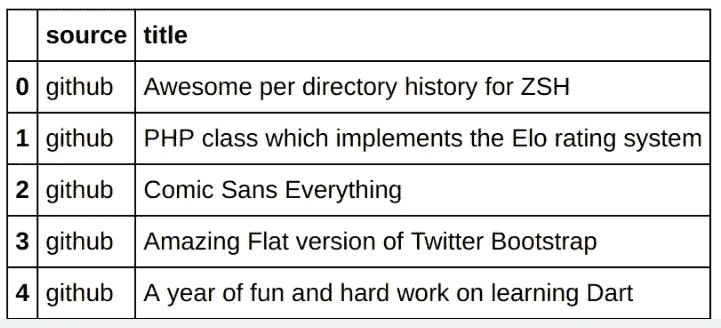 source title
0 github Awesome per directory history for ZSH
1 github PHP class which implements the Elo rating system
2 github Comic Sans Everything
3 github Amazing Flat version of Twitter Bootstrap
4 github A year of fun and hard work on learning Dart